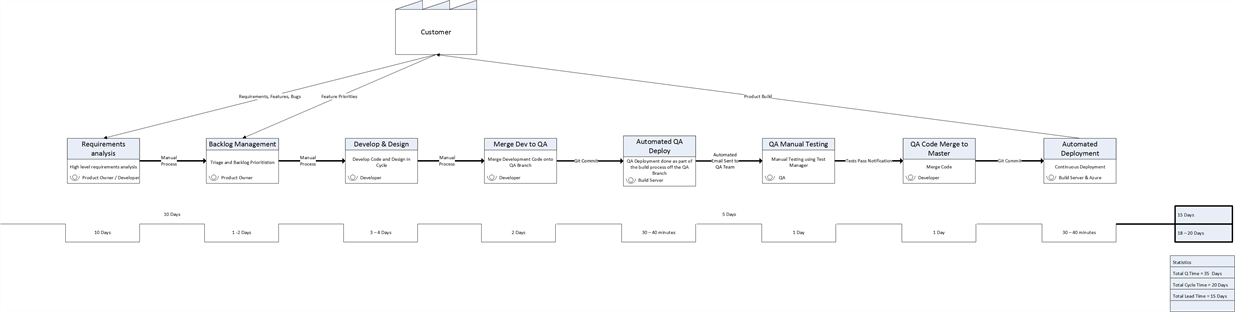 Customer
Requirements, Features, Bugs
Feature Priorities
Product Build
Requirements
analysis
High level requirements analysis
Product Owner / Developer
Manual
Process
Backlog Management
Triage and Backlog Prioritistion
Product Owner
Manual
Process
Develop & Design
Develop Code and Design in
Cycle
Developer
Manual
Process
Merge Dev to QA
Merge Development Code onto
QA Branch
Developer
Git Commit
Automated QA
Deploy
QA Deployment done as part of
the build process off the QA
Branch
Build Server
Automated
Email Sent to
QA Team
QA Manual Testing
Manual Testing using Test
Manager
QA
Tests Pass Notification
QA Code Merge to
Master
Merge Code
Developer
Git Commit
Automated
Deployment
Continuous Deployment
Build Server & Azure
10 Days
5 Days
15 Days
10 Days
1 -2 Days
3 – 4 Days
2 Days
30 – 40 minutes
1 Day
1 Day
30 – 40 minutes
18 – 20 Days
Statistics
Total Q Time = 35 Days
Total Cycle Time = 20 Days
Total Lead Time = 15 Days